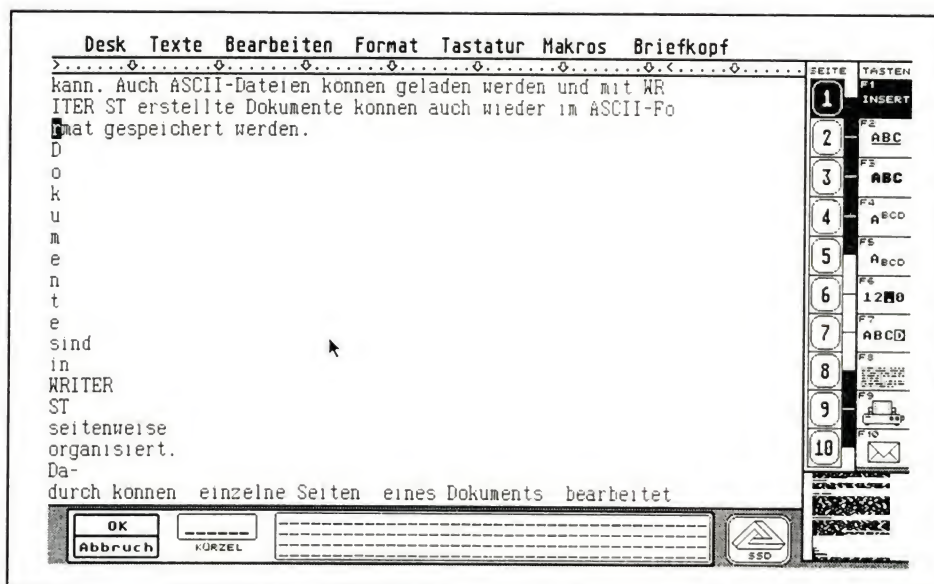 Desk Texte Bearbeiten Format Tastatur Makros Briefkopf
kann. Auch ASCII-Dateien konnen geladen werden und mit WR
ITER ST erstellte Dokumente konnen auch wieder im ASCII-Fo
rmat gespeichert werden.
D
o
k
u
m
e
n
t
e
sind
in
WRITER
ST
seitenweise
organisiert.
Da-
durch konnen einzelne Seiten eines Dokuments bearbeitet
SEITE
1
2
3
4
5
6
7
8
9
10
TASTEN
F1
INSERT
F2
ABC
F3
ABC
F4
ABCD
F5
ABCD
F6
F7
ABCD
F8
F9
F10
OK
Abbruch
KÜRZEL
SSD